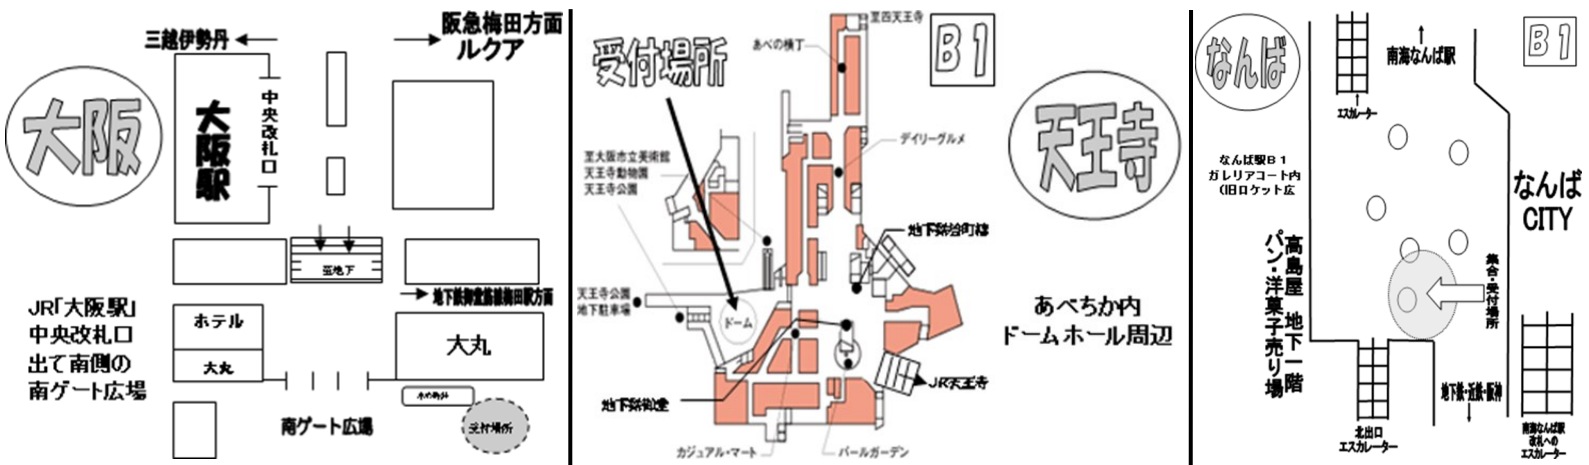 三越伊勢丹
阪急梅田方面
ルクア
大阪
大阪駅
中央改札口
至地下
地下鉄御堂筋線梅田駅方面
JR「大阪駅」
中央改札口
出て南側の
南ゲート広場
ホテル
大丸
大丸
水の時計
南ゲート広場
受付場所
受付場所
至四天王寺
あべの横丁
B1
天王寺
デイリーグルメ
至大阪市立美術館
天王寺動物園
天王寺公園
地下鉄谷町線
天王寺公園
地下駐車場
ドーム
あべちか内
ドームホール周辺
JR天王寺
地下鉄御堂
カジュアル・マート
パールガーデン
なんば
南海なんば駅
B1
エスカレーター
なんば駅B1
ガレリアコート内
(旧ロケット広
なんば
CITY
高島屋 地下一階
パン・洋菓子売り場
集合・受付場所
地下鉄・近鉄・阪神
北出口
エスカレーター
南海なんば駅
改札への
エスカレーター